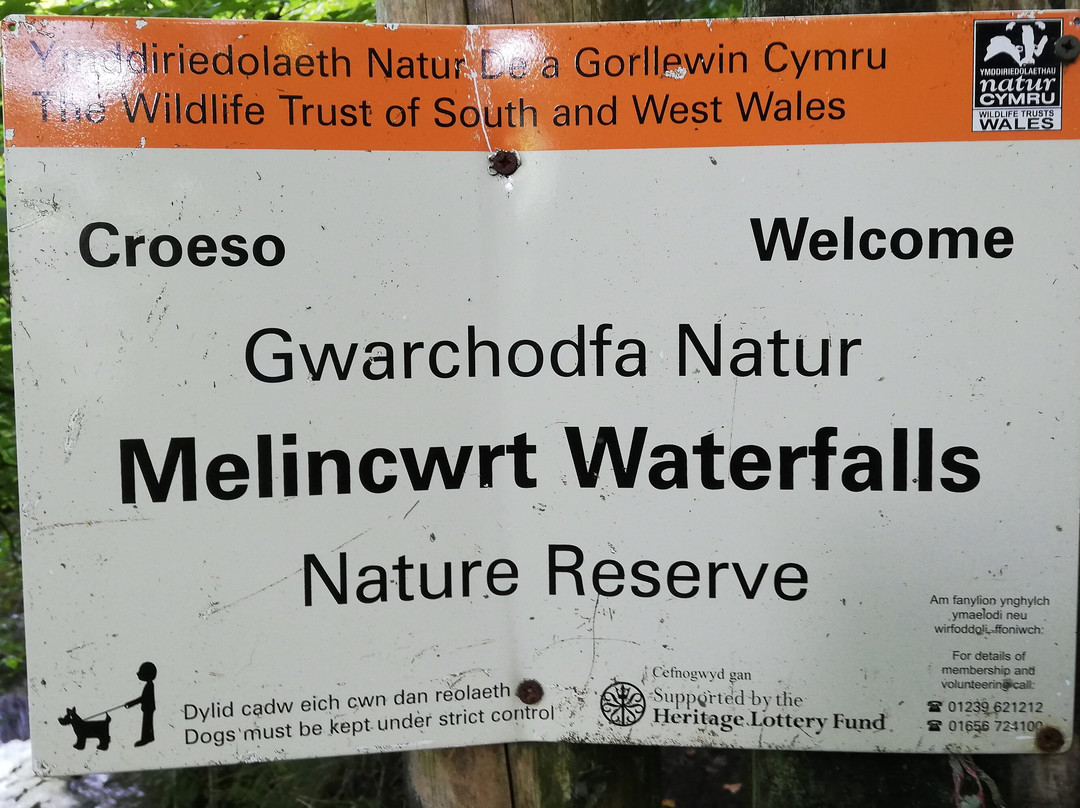 Ymddiriedolaeth Natur De a Gorllewin Cymru
The Wildlife Trust of South and West Wales
YMDDIRIEDOLAETHAU
natur
CYMRU
WILDLIFE TRUSTS
WALES
Croeso
Welcome
Gwarchodfa Natur
Melincwrt Waterfalls
Nature Reserve
Am fanylion ynghylch
ymaelodi neu
wirfoddoli, ffoniwch:
For details of
membership and
volunteering call:
☎ 01239 621212
☎ 01656 724100
Dylid cadw eich cwn dan reolaeth
Dogs must be kept under strict control
Cefnogwyd gan
Supported by the
Heritage Lottery Fund